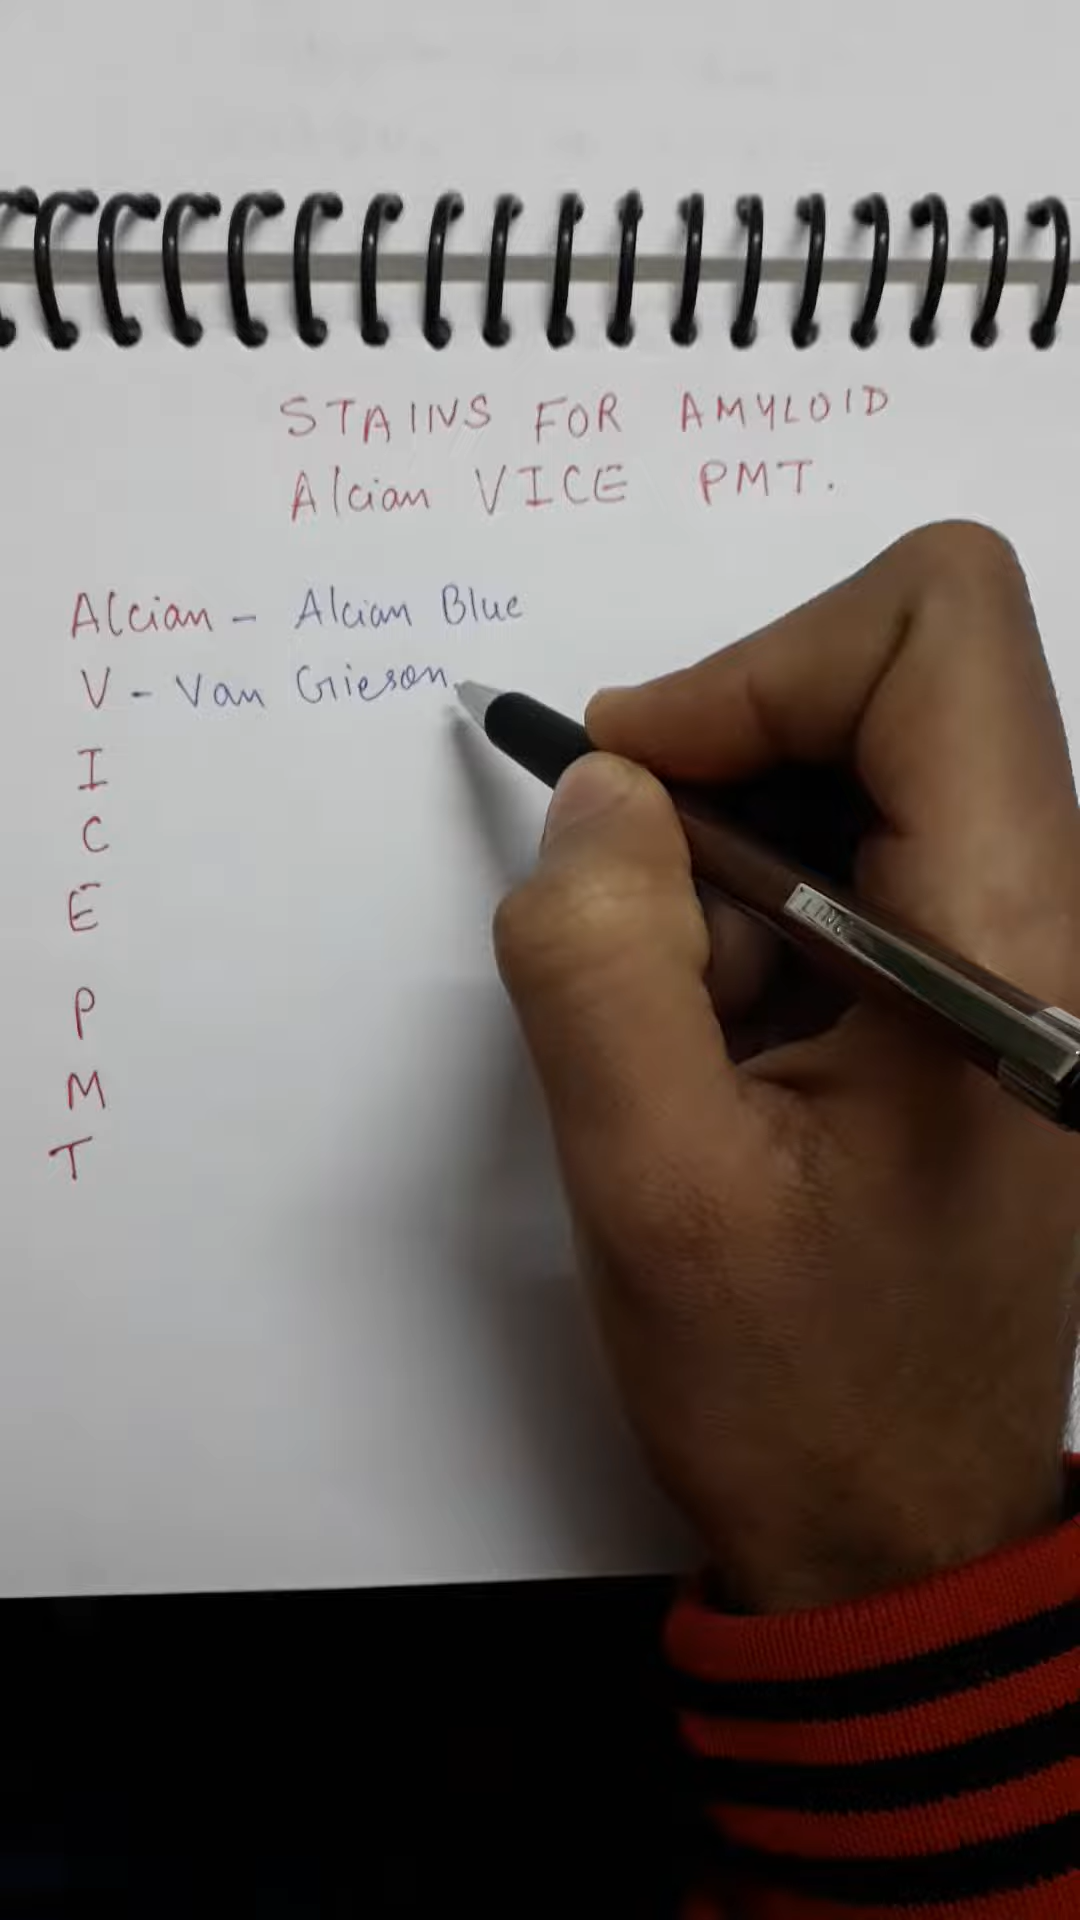 STAINS FOR AMYLOID
Alcian VICE PMT.
Alcian - Alcian Blue
V - Van Gieson
I
C
E
P
M
T